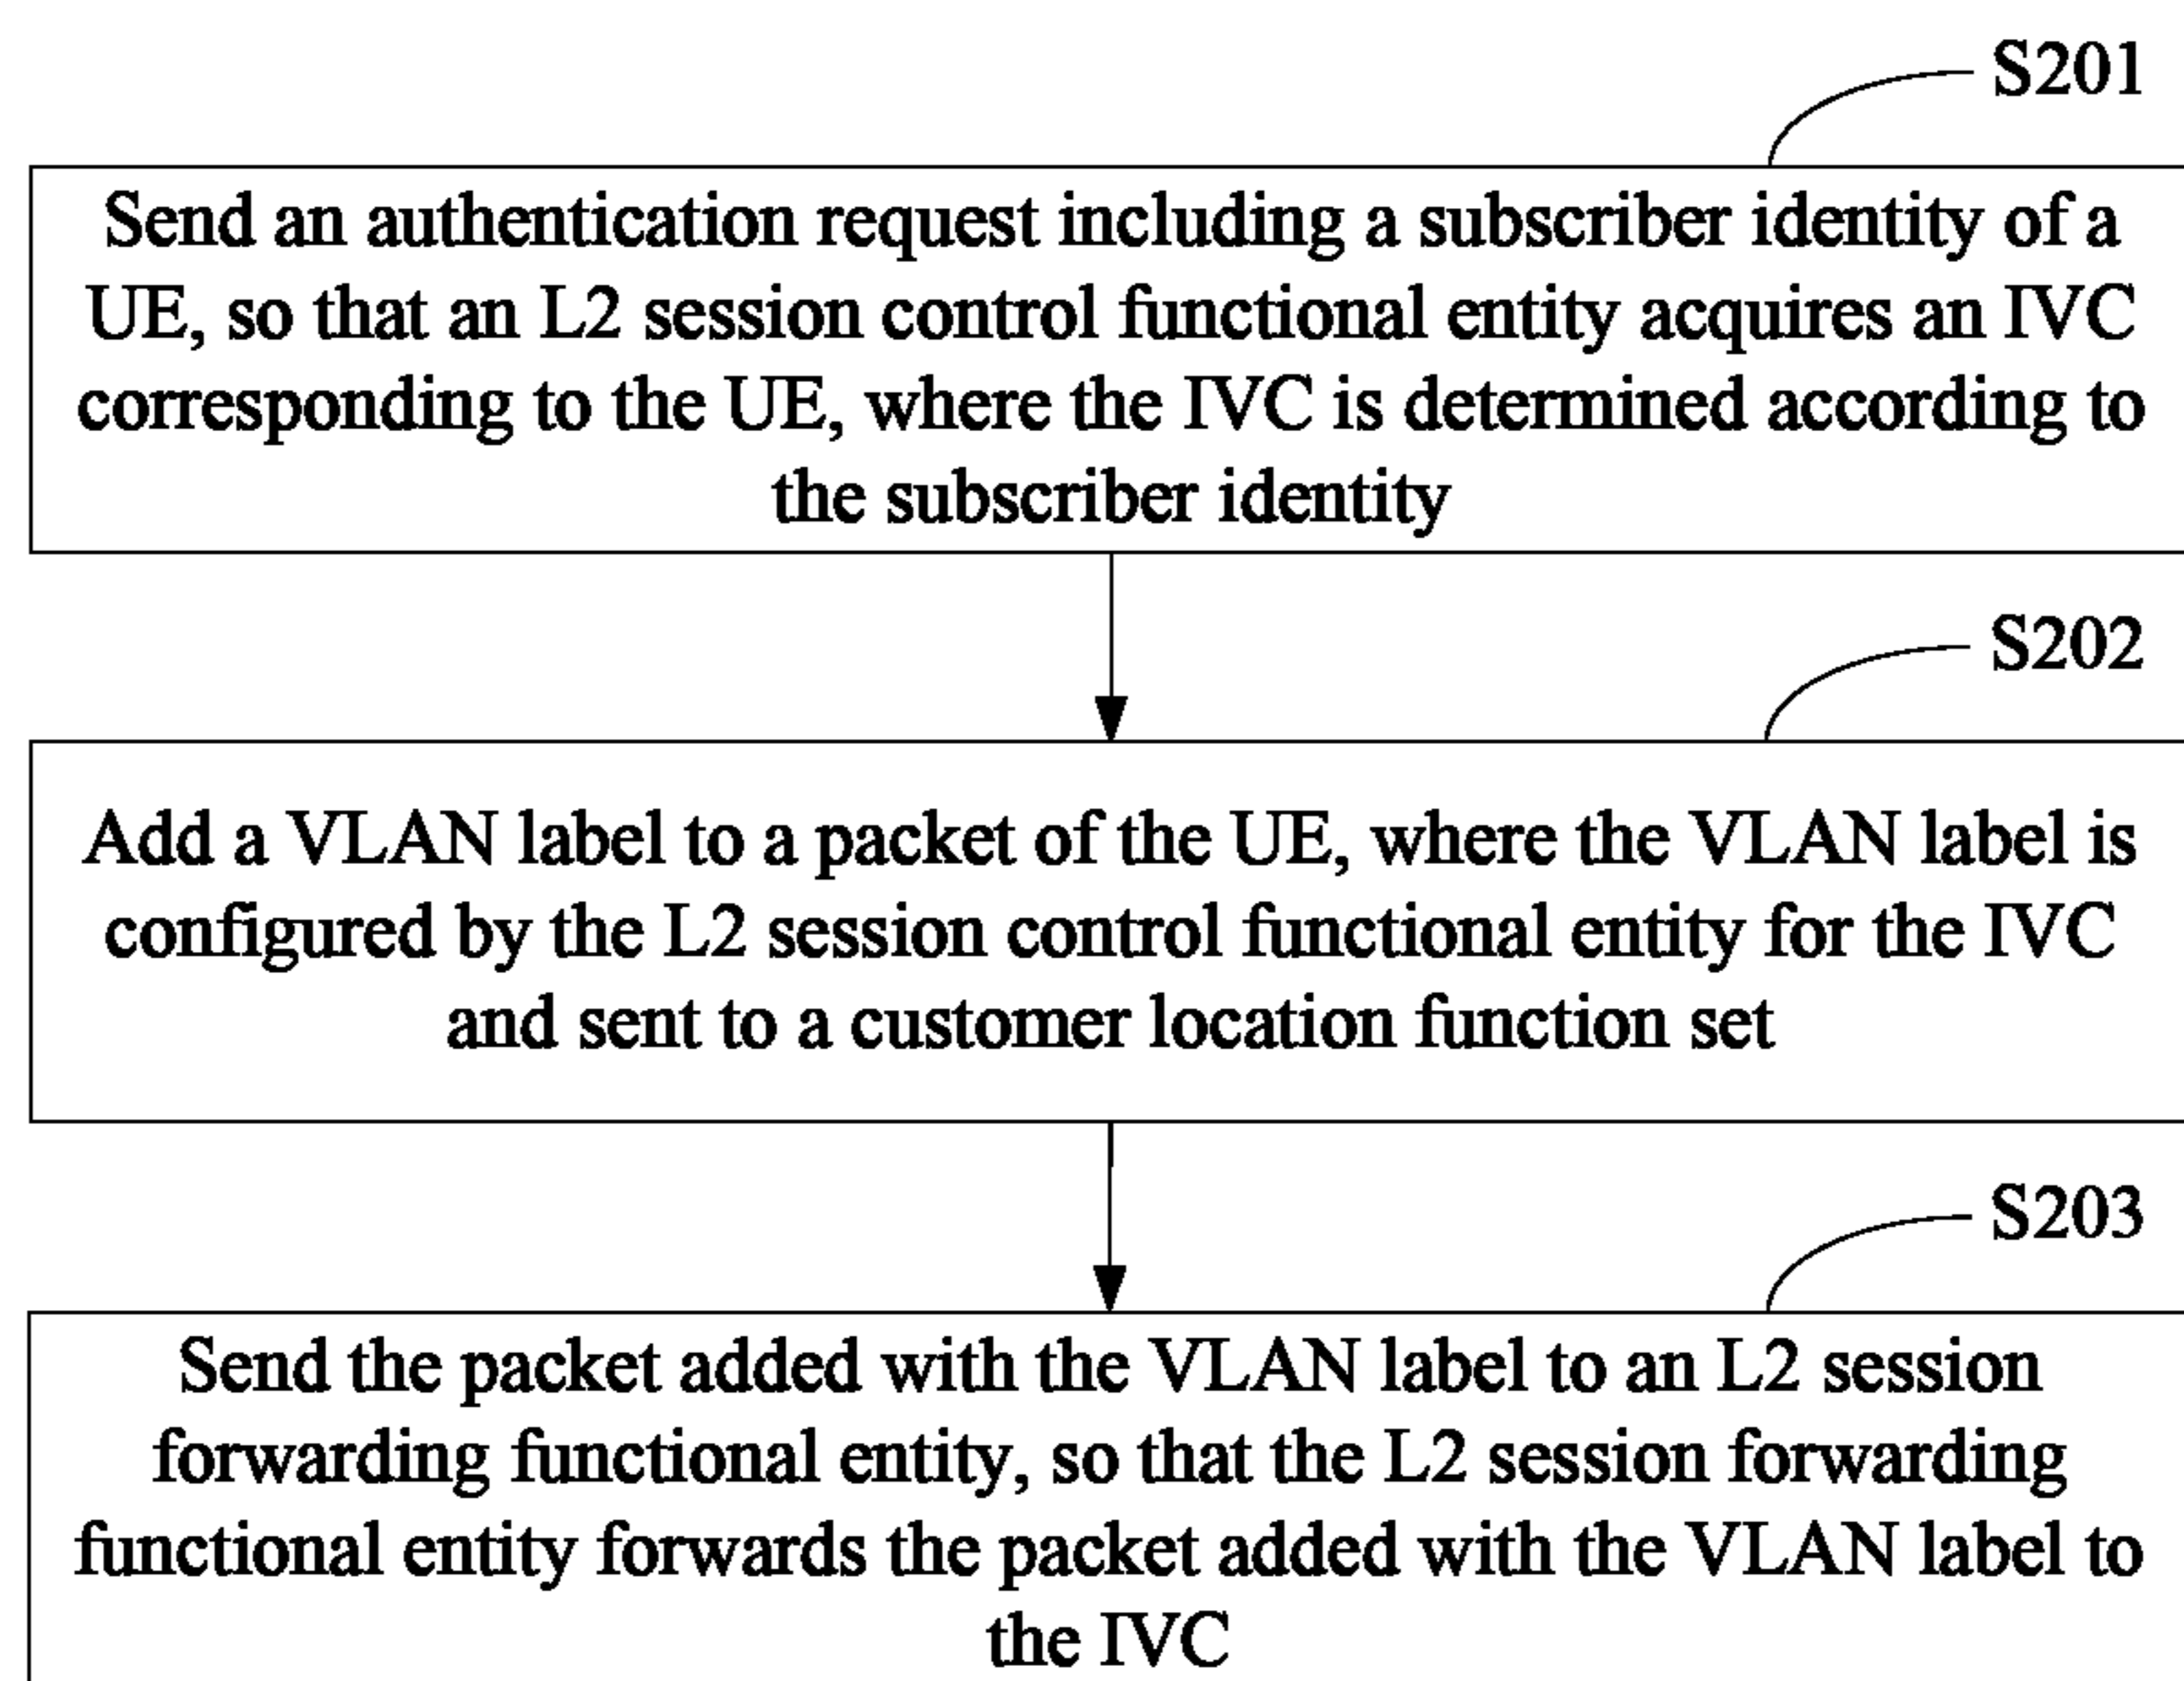 S201
Send an authentication request including a subscriber identity of a
UE, so that an L2 session control functional entity acquires an IVC
corresponding to the UE, where the IVC is determined according to
the subscriber identity
S202
Add a VLAN label to a packet of the UE, where the VLAN label is
configured by the L2 session control functional entity for the IVC
and sent to a customer location function set
S203
Send the packet added with the VLAN label to an L2 session
forwarding functional entity, so that the L2 session forwarding
functional entity forwards the packet added with the VLAN label to
the IVC